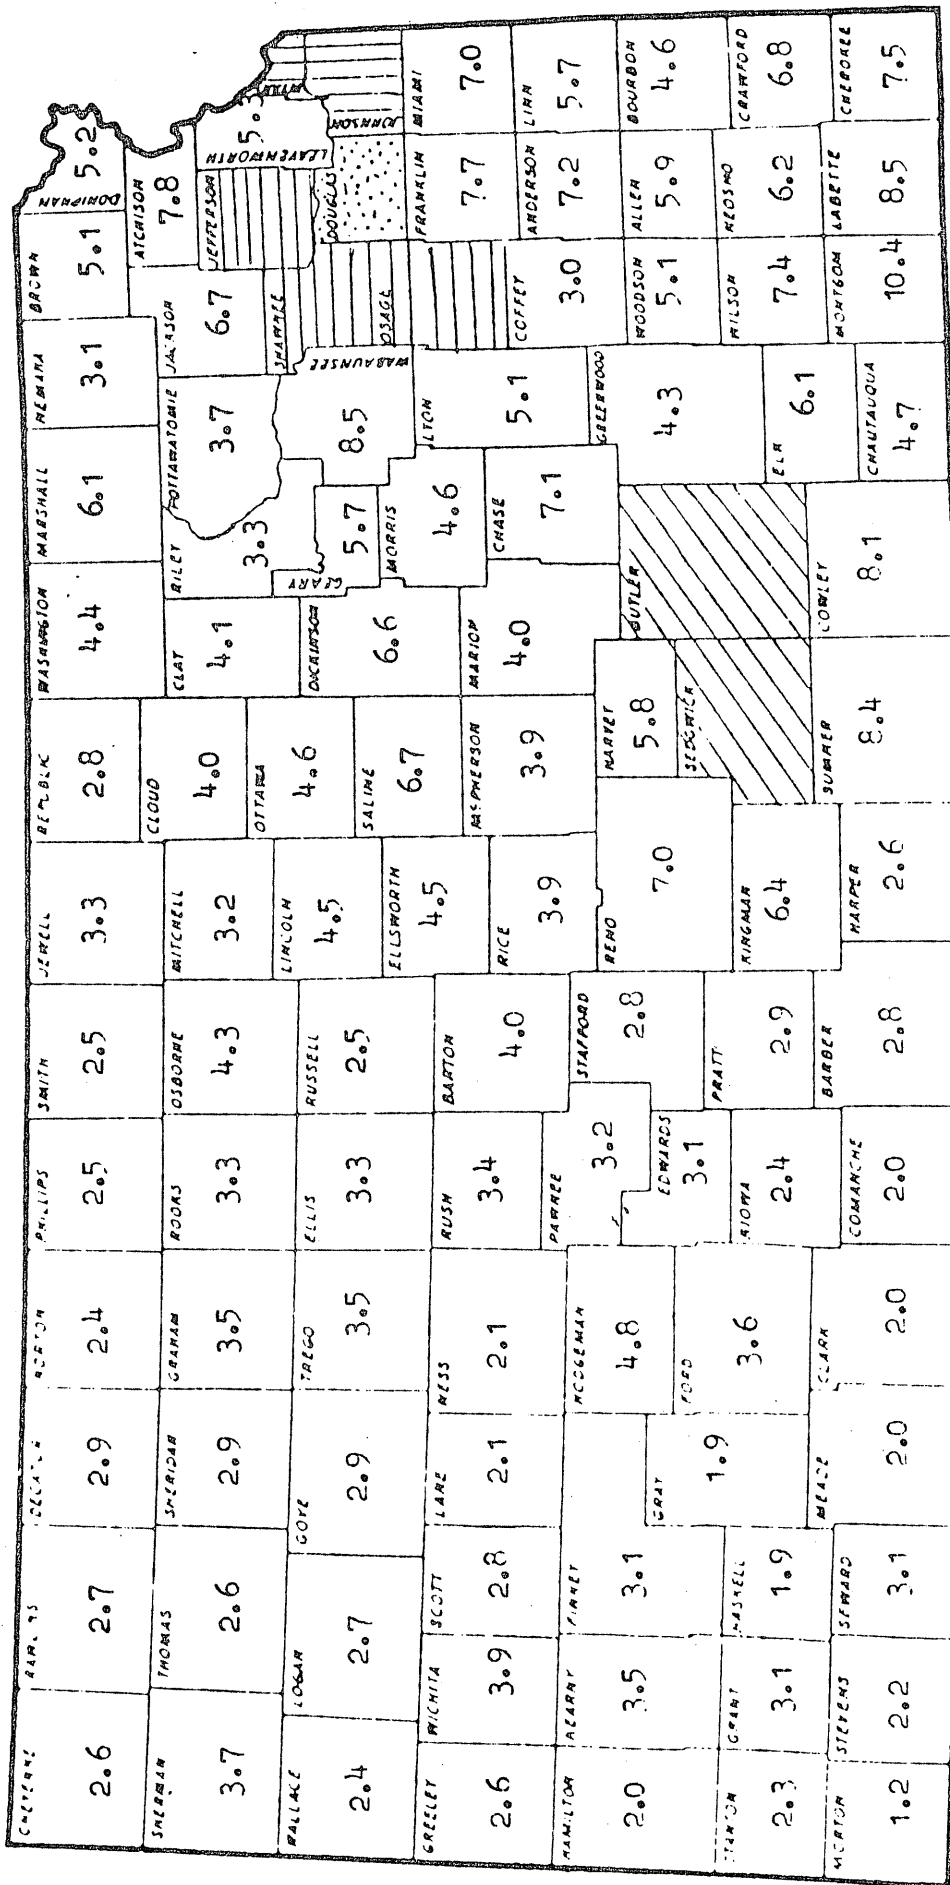 CHEYENNE
2.6
RAWLINS
2.7
DECATUR
2.9
NORTON
2.4
PHILLIPS
2.5
SMITH
2.5
JEWELL
3.3
REPUBLIC
2.8
WASHINGTON
4.4
MARSHALL
6.1
NEMAHA
3.1
BROWN
5.1
DONIPHAN
5.2
SHERMAN
3.7
THOMAS
2.6
SHERIDAN
2.9
GRAHAM
3.5
ROOKS
3.3
OSBORNE
4.3
MITCHELL
3.2
CLOUD
4.0
CLAY
4.1
RILEY
3.3
POTTAWATOMIE
3.7
JACKSON
6.7
ATCHISON
7.8
JEFFERSON
LEAVENWORTH
5.3
WALLACE
2.4
LOGAN
2.7
GOVE
2.9
TREGO
3.5
ELLIS
3.3
RUSSELL
2.5
LINCOLN
4.5
OTTAWA
4.6
DICKINSON
6.6
GEARY
5.7
WABAUNSEE
8.5
SHAWNEE
DOUGLAS
JOHNSON
GREELEY
2.6
WICHITA
3.9
SCOTT
2.8
LANE
2.1
NESS
2.1
RUSH
3.4
BARTON
4.0
ELLSWORTH
4.5
SALINE
6.7
MORRIS
4.6
LYON
5.1
OSAGE
FRANKLIN
7.7
MIAMI
7.0
HAMILTON
2.0
KEARNY
3.5
FINNEY
3.1
HODGEMAN
4.8
PAWNEE
3.2
STAFFORD
2.8
RICE
3.9
McPHERSON
3.9
MARION
4.0
CHASE
7.1
COFFEY
3.0
ANDERSON
7.2
LINN
5.7
GRAY
1.9
FORD
3.6
EDWARDS
3.1
RENO
7.0
HARVEY
5.8
SEDGWICK
BUTLER
GREENWOOD
4.3
WOODSON
5.1
ALLEN
5.9
BOURBON
4.6
STANTON
2.3
GRANT
3.1
HASKELL
1.9
KIOWA
2.4
PRATT
2.9
KINGMAN
6.4
ELK
6.1
WILSON
7.4
NEOSHO
6.2
CRAWFORD
6.8
MORTON
1.2
STEVENS
2.2
SEWARD
3.1
MEADE
2.0
CLARK
2.0
COMANCHE
2.0
BARBER
2.8
HARPER
2.6
SUMNER
8.4
COWLEY
8.1
CHAUTAUQUA
4.7
MONTGOM
10.4
LABETTE
8.5
CHEROKEE
7.5